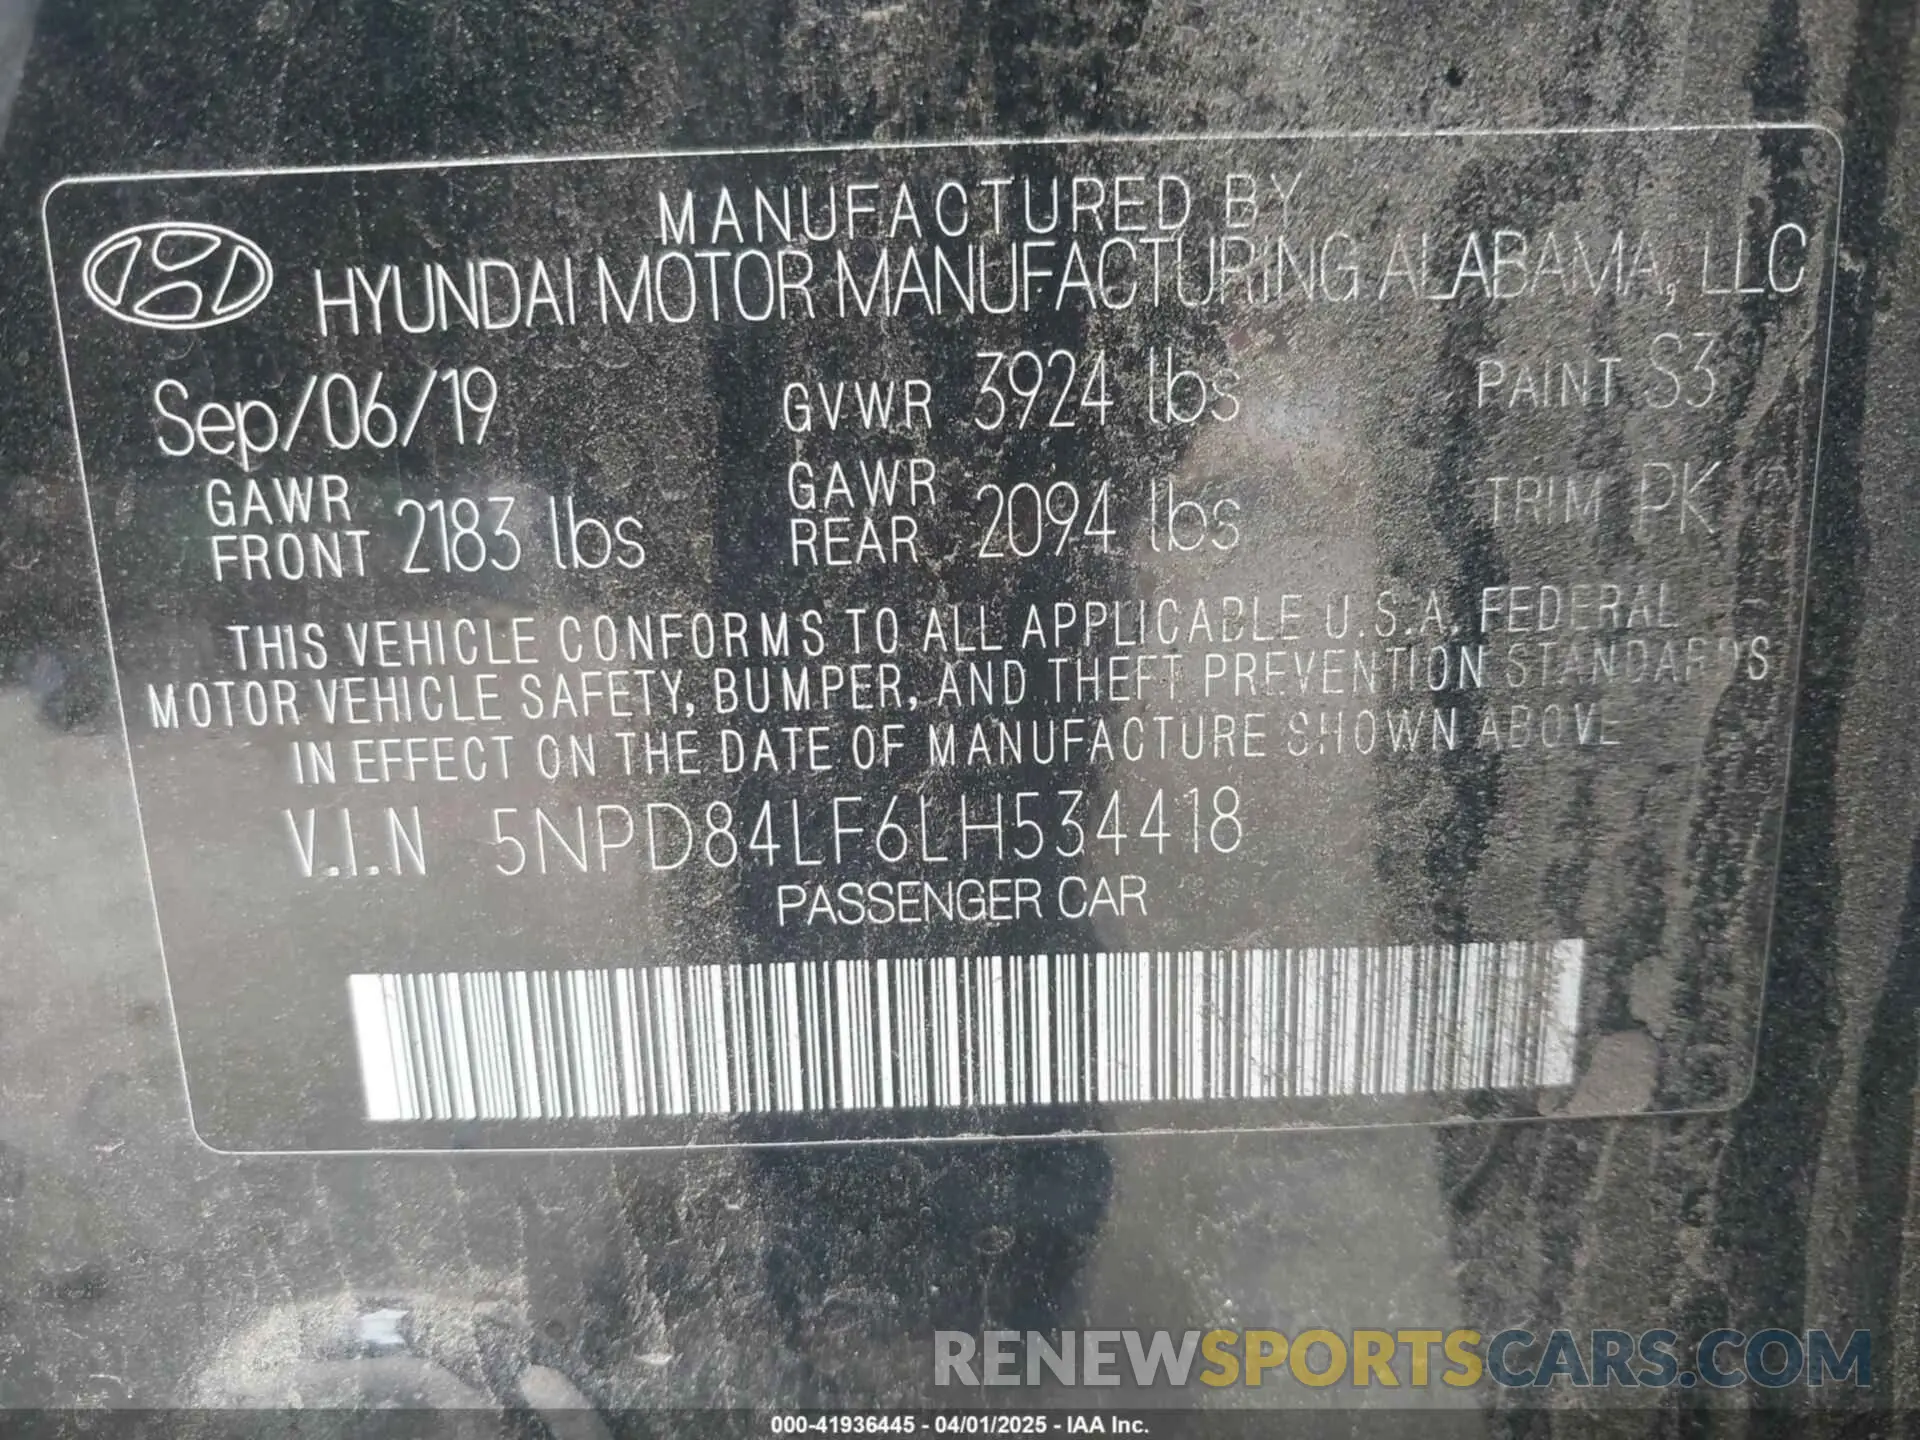 MANUFACTURED BY
HYUNDAI MOTOR MANUFACTURING ALABAMA, LLC
Sep/06/19 GVWR 3924 lbs PAINT S3
GAWR FRONT 2183 lbs GAWR REAR 2094 lbs TRIM PK
THIS VEHICLE CONFORMS TO ALL APPLICABLE U.S.A. FEDERAL
MOTOR VEHICLE SAFETY, BUMPER, AND THEFT PREVENTION STANDARDS
IN EFFECT ON THE DATE OF MANUFACTURE SHOWN ABOVE
V.I.N 5NPD84LF6LH534418
PASSENGER CAR
RENEWSPORTSCARS.COM
000-41936445 - 04/01/2025 - IAA Inc.